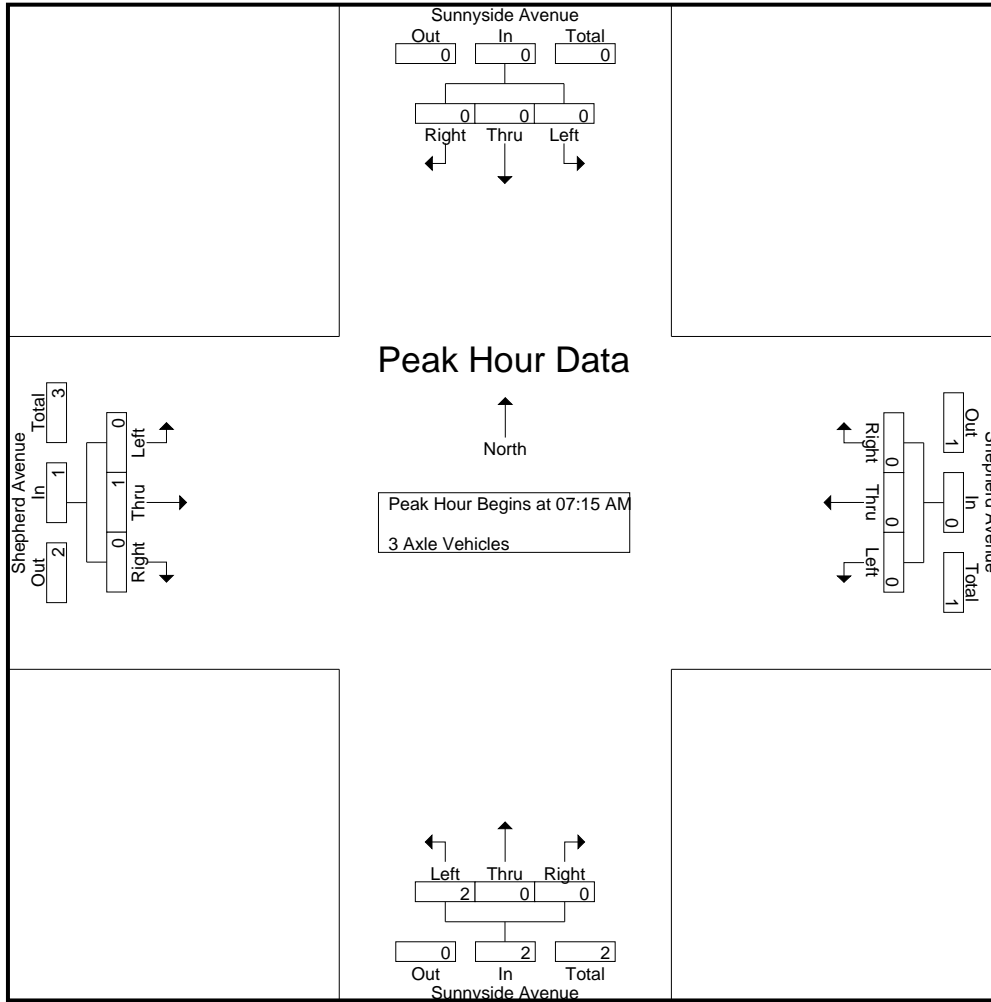 Sunnyside Avenue
Out In Total
0 0 0
0 0 0
Right Thru Left
Peak Hour Data
North
Peak Hour Begins at 07:15 AM
3 Axle Vehicles
Shepherd Avenue
Out In Total
2 1 3
0 1 0
Right Thru Left
Shepherd Avenue
Out In Total
1 0 1
0 0 0
Right Thru Left
Left Thru Right
2 0 0
0 2 2
Out In Total
Sunnyside Avenue